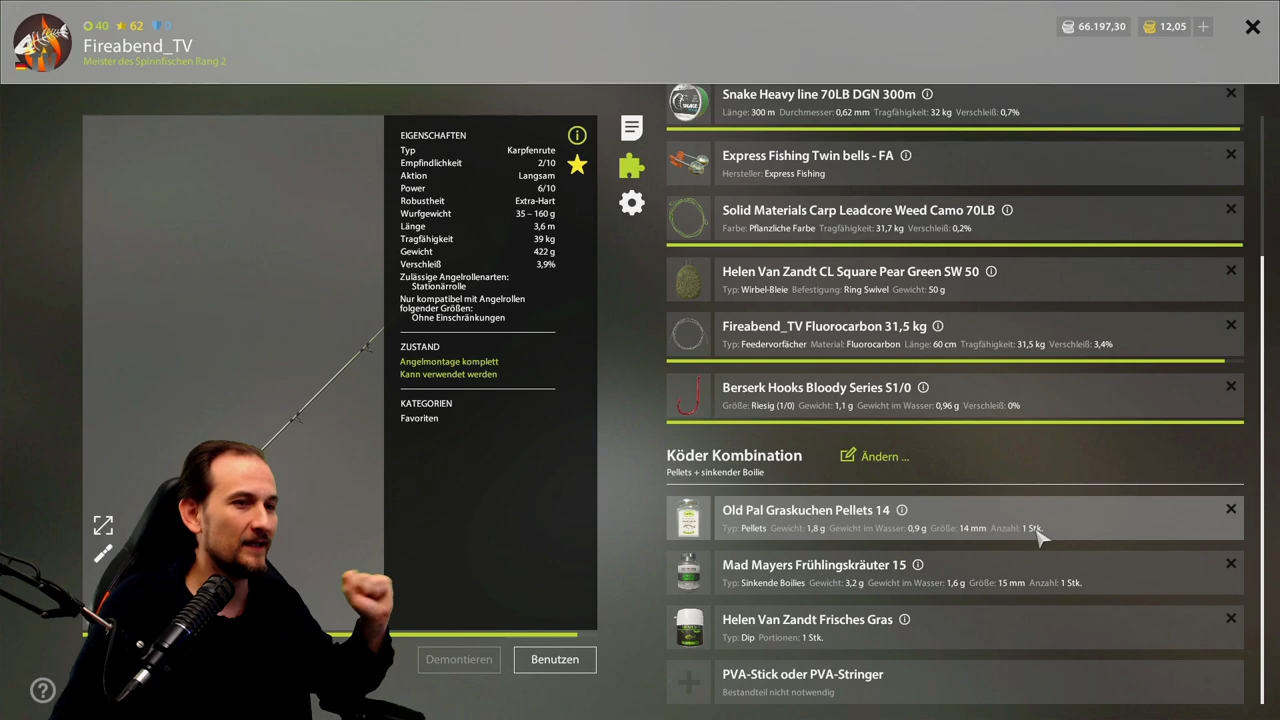 40 62 0
Fireabend_TV
Meister des Spinnfischen Rang 2
66.197,30
12,05
EIGENSCHAFTEN
Typ Karpfenrute
Empfindlichkeit 2/10
Aktion Langsam
Power 6/10
Robustheit Extra-Hart
Wurfgewicht 35 – 160 g
Länge 3,6 m
Tragfähigkeit 39 kg
Gewicht 422 g
Verschleiß 3,9%
Zulässige Angelrollenarten:
Stationärrolle
Nur kompatibel mit Angelrollen
folgender Größen:
Ohne Einschränkungen
ZUSTAND
Angelmontage komplett
Kann verwendet werden
KATEGORIEN
Favoriten
Demontieren
Benutzen
Snake Heavy line 70LB DGN 300m
Länge: 300 m Durchmesser: 0,62 mm Tragfähigkeit: 32 kg Verschleiß: 0,7%
Express Fishing Twin bells - FA
Hersteller: Express Fishing
Solid Materials Carp Leadcore Weed Camo 70LB
Farbe: Pflanzliche Farbe Tragfähigkeit: 31,7 kg Verschleiß: 0,2%
Helen Van Zandt CL Square Pear Green SW 50
Typ: Wirbel-Bleie Befestigung: Ring Swivel Gewicht: 50 g
Fireabend_TV Fluorocarbon 31,5 kg
Typ: Feedervorfächer Material: Fluorocarbon Länge: 60 cm Tragfähigkeit: 31,5 kg Verschleiß: 3,4%
Berserk Hooks Bloody Series S1/0
Größe: Riesig (1/0) Gewicht: 1,1 g Gewicht im Wasser: 0,96 g Verschleiß: 0%
Köder Kombination Ändern ...
Pellets + sinkender Boilie
Old Pal Graskuchen Pellets 14
Typ: Pellets Gewicht: 1,8 g Gewicht im Wasser: 0,9 g Größe: 14 mm Anzahl: 1 Stk.
Mad Mayers Frühlingskräuter 15
Typ: Sinkende Boilies Gewicht: 3,2 g Gewicht im Wasser: 1,6 g Größe: 15 mm Anzahl: 1 Stk.
Helen Van Zandt Frisches Gras
Typ: Dip Portionen: 1 Stk.
PVA-Stick oder PVA-Stringer
Bestandteil nicht notwendig